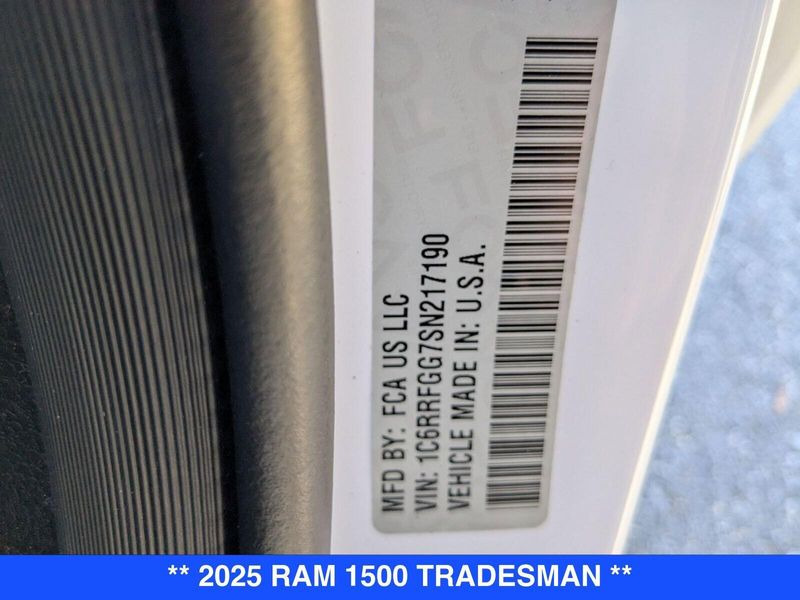 MFD BY: FCA US LLC
VIN: 1C6RRFGG7SN217190
VEHICLE MADE IN: U.S.A.
** 2025 RAM 1500 TRADESMAN **